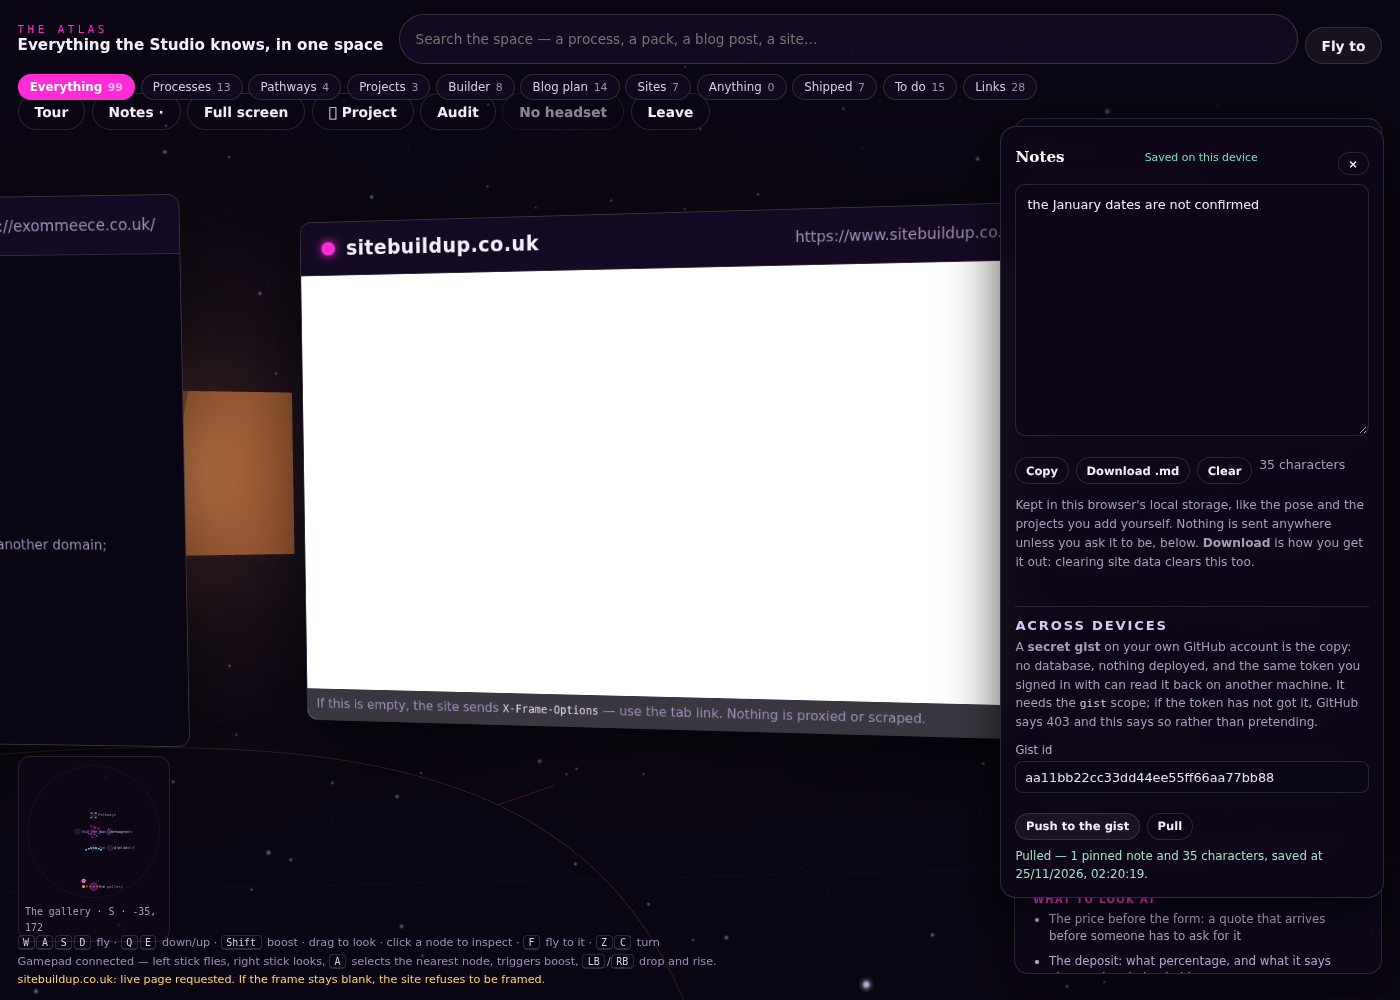 THE ATLAS
Everything the Studio knows, in one space
Search the space — a process, a pack, a blog post, a site…
Fly to
Everything 99
Processes 13
Pathways 4
Projects 3
Builder 8
Blog plan 14
Sites 7
Anything 0
Shipped 7
To do 15
Links 28
Tour
Notes ·
Full screen
Project
Audit
No headset
Leave
://exommeece.co.uk/
another domain;
sitebuildup.co.uk
https://www.sitebuildup.co.
If this is empty, the site sends X-Frame-Options — use the tab link. Nothing is proxied or scraped.
Notes
Saved on this device
×
the January dates are not confirmed
Copy
Download .md
Clear
35 characters
Kept in this browser's local storage, like the pose and the
projects you add yourself. Nothing is sent anywhere
unless you ask it to be, below. Download is how you get
it out: clearing site data clears this too.
ACROSS DEVICES
A secret gist on your own GitHub account is the copy:
no database, nothing deployed, and the same token you
signed in with can read it back on another machine. It
needs the gist scope; if the token has not got it, GitHub
says 403 and this says so rather than pretending.
Gist id
aa11bb22cc33dd44ee55ff66aa77bb88
Push to the gist
Pull
Pulled — 1 pinned note and 35 characters, saved at
25/11/2026, 02:20:19.
WHAT TO LOOK AT
• The price before the form: a quote that arrives
before someone has to ask for it
• The deposit: what percentage, and what it says
Pathways
gallery
The gallery · S · -35,
172
W A S D fly · Q E down/up · Shift boost · drag to look · click a node to inspect · F fly to it · Z C turn
Gamepad connected — left stick flies, right stick looks, A selects the nearest node, triggers boost, LB / RB drop and rise.
sitebuildup.co.uk: live page requested. If the frame stays blank, the site refuses to be framed.